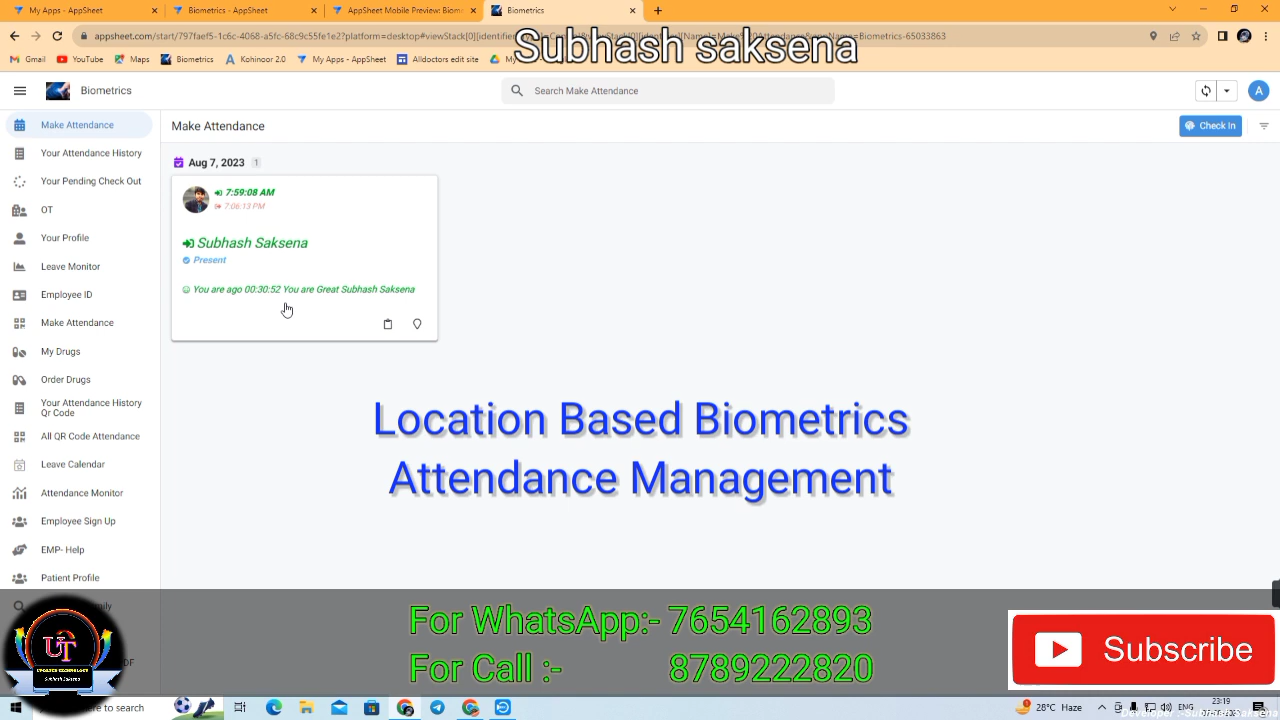 My Apps - AppSheet
AppSheet
AppSheet Mobile Preview: Biom
Biometrics
Subhash saksena
Gmail
YouTube
Maps
Biometrics
Kohinoor 2.0
My Apps - AppSheet
Alldoctors edit site
Biometrics
Search Make Attendance
A
Make Attendance
Your Attendance History
Your Pending Check Out
OT
Your Profile
Leave Monitor
Employee ID
Make Attendance
My Drugs
Order Drugs
Your Attendance History
Qr Code
All QR Code Attendance
Leave Calendar
Attendance Monitor
Employee Sign Up
EMP- Help
Patient Profile
Make Attendance
Check In
Aug 7, 2023 1
7:59:08 AM
7:06:13 PM
Subhash Saksena
Present
You are ago 00:30:52 You are Great Subhash Saksena
Location Based Biometrics
Attendance Management
For WhatsApp:- 7654162893
For Call :- 8789222820
Subscribe
UT
28°C Haze
ENG
23:19
Developer :- Subhash Saksena